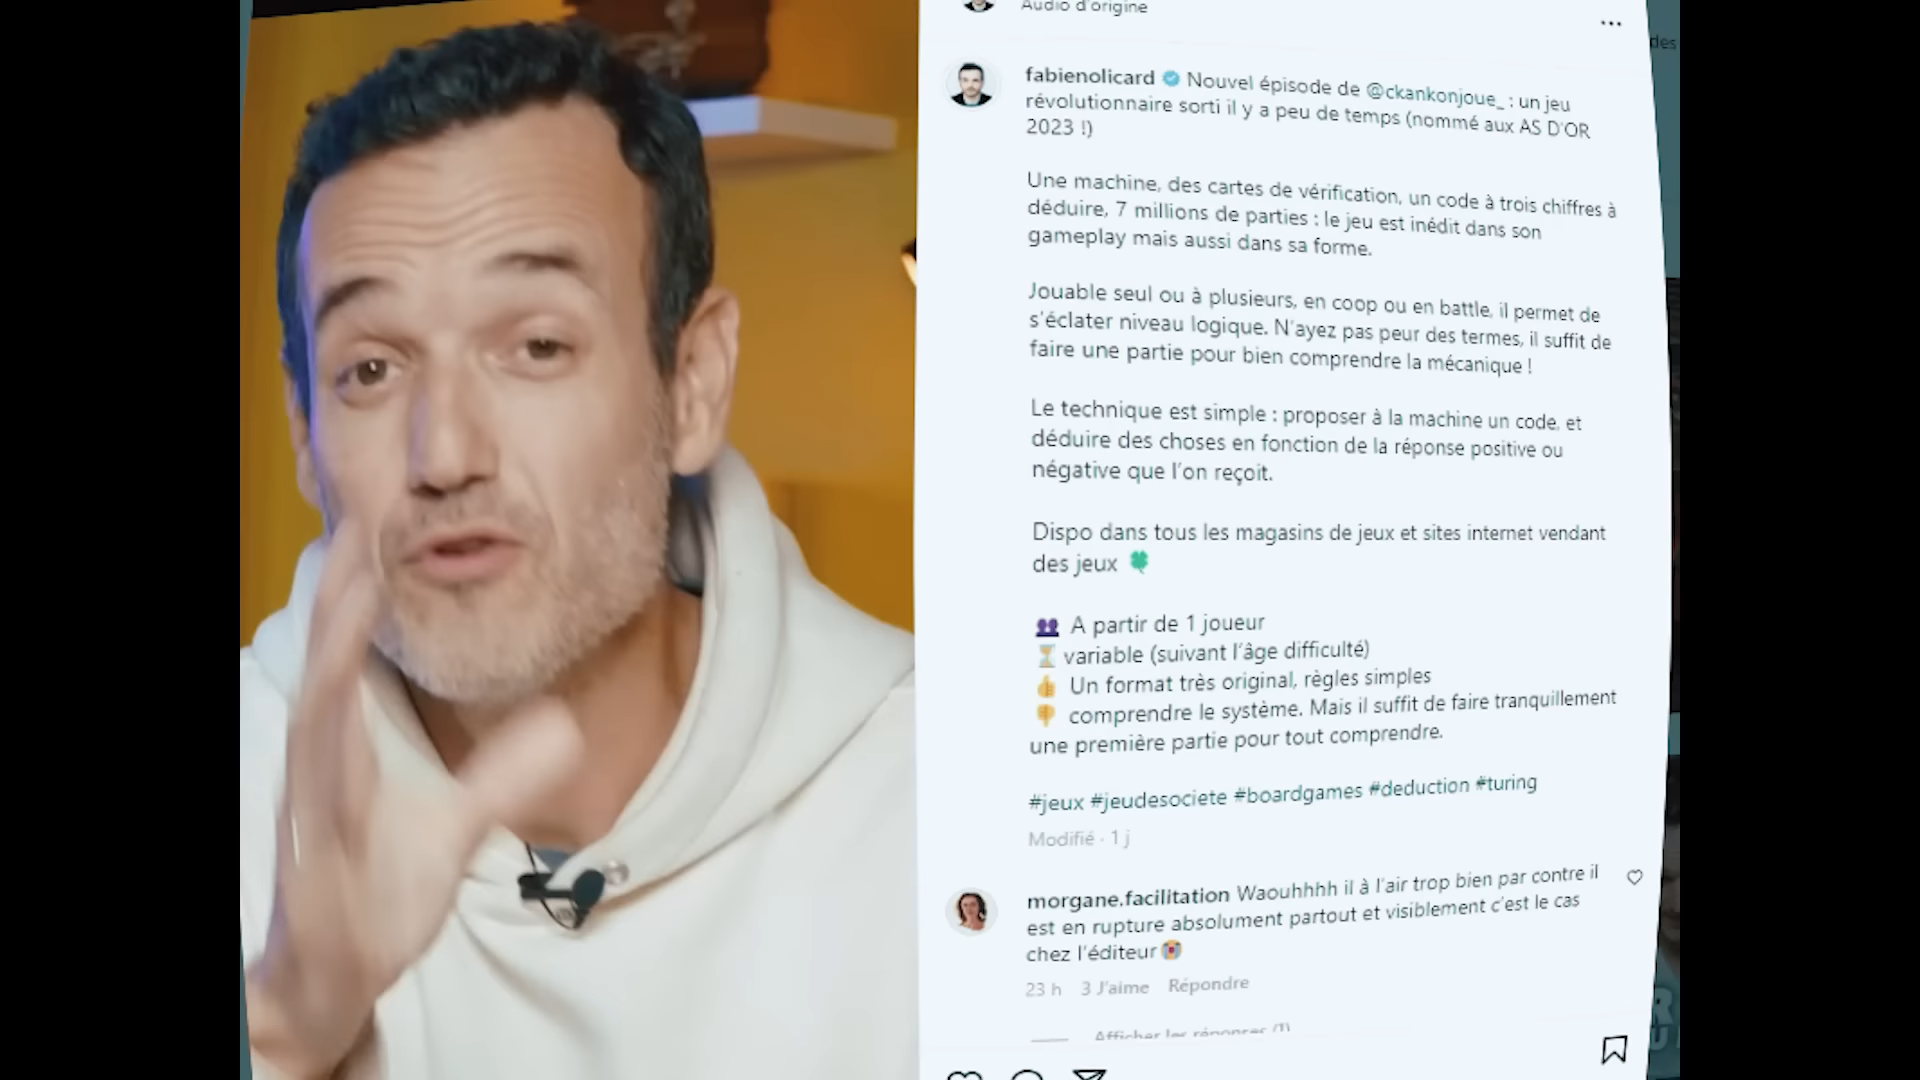 Audio d'origine
des
fabienolicard Nouvel épisode de @ckankonjoue_ : un jeu
révolutionnaire sorti il y a peu de temps (nommé aux AS D'OR
2023 !)
Une machine, des cartes de vérification, un code à trois chiffres à
déduire, 7 millions de parties : le jeu est inédit dans son
gameplay mais aussi dans sa forme.
Jouable seul ou à plusieurs, en coop ou en battle, il permet de
s'éclater niveau logique. N'ayez pas peur des termes, il suffit de
faire une partie pour bien comprendre la mécanique !
Le technique est simple : proposer à la machine un code, et
déduire des choses en fonction de la réponse positive ou
négative que l'on reçoit.
Dispo dans tous les magasins de jeux et sites internet vendant
des jeux 🍀
👥 A partir de 1 joueur
⏳ variable (suivant l'âge difficulté)
👍 Un format très original, règles simples
👎 comprendre le système. Mais il suffit de faire tranquillement
une première partie pour tout comprendre.
#jeux #jeudesociete #boardgames #deduction #turing
Modifié · 1 j
morgane.facilitation Waouhhhh il à l'air trop bien par contre il
est en rupture absolument partout et visiblement c'est le cas
chez l'éditeur😭
23 h 3 J'aime Répondre
Afficher les réponses (1)